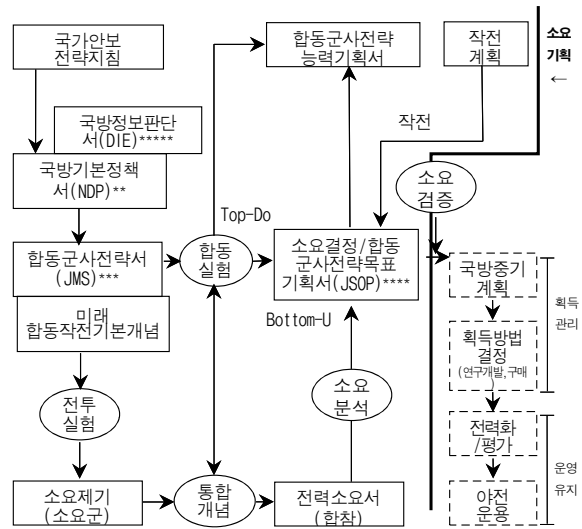 국가안보
전략지침
합동군사전략
능력기획서
작전
계획
소요
기획
←
국방정보판단
서(DIE)*****
작전
국방기본정책
서(NDP)**
소요
검증
Top-Do
합동군사전략서
(JMS)***
합동
실험
소요결정/합동
군사전략목표
기획서(JSOP)****
국방중기
계획
획득
관리
미래
합동작전기본개념
Bottom-U
획득방법
결정
(연구개발,구매
)
전투
실험
소요
분석
전력화
/평가
운영
유지
소요제기
(소요군)
통합
개념
전력소요서
(합참)
야전
운용